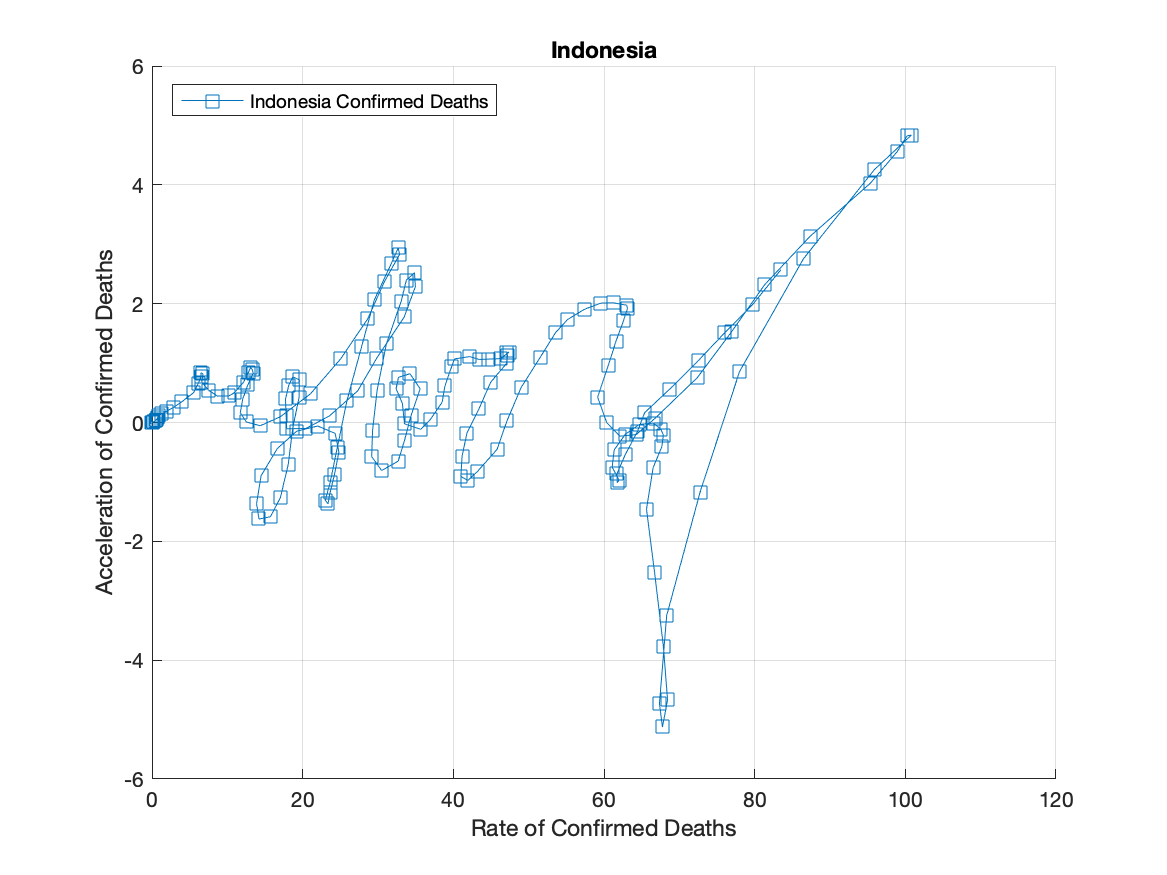 Indonesia
Indonesia Confirmed Deaths
6
4
2
0
-2
-4
-6
Acceleration of Confirmed Deaths
0 20 40 60 80 100 120
Rate of Confirmed Deaths